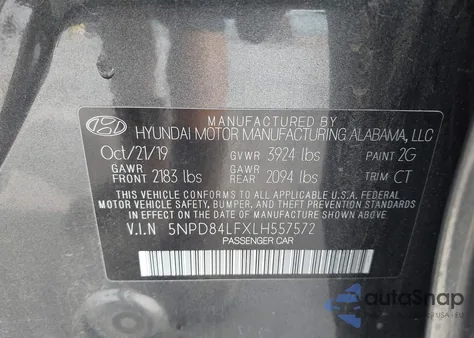 MANUFACTURED BY
HYUNDAI MOTOR MANUFACTURING ALABAMA, LLC
Oct/21/19 GVWR 3924 lbs PAINT 2G
GAWR FRONT 2183 lbs GAWR REAR 2094 lbs TRIM CT
THIS VEHICLE CONFORMS TO ALL APPLICABLE U.S.A. FEDERAL
MOTOR VEHICLE SAFETY, BUMPER, AND THEFT PREVENTION STANDARDS
IN EFFECT ON THE DATE OF MANUFACTURE SHOWN ABOVE.
V.I.N 5NPD84LFXLH557572
PASSENGER CAR
autoSnap